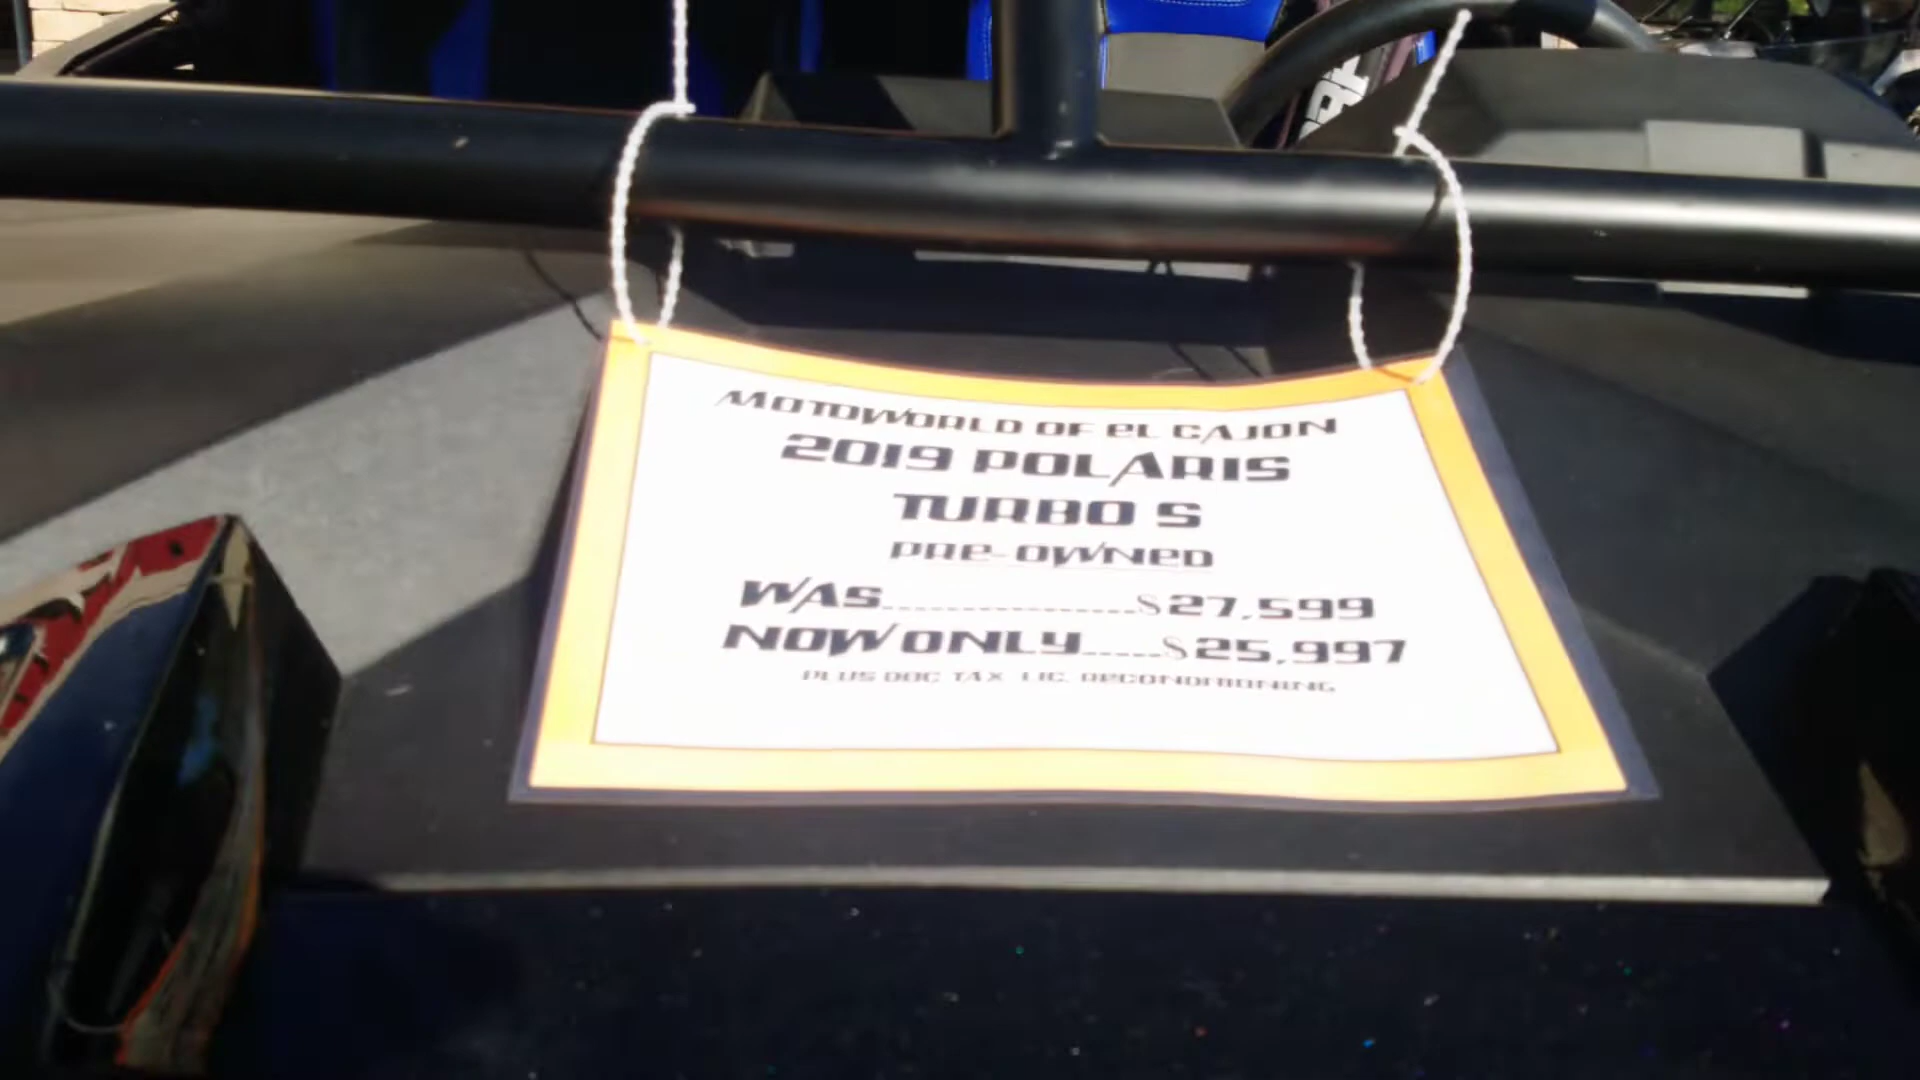 MOTOWORLD OF EL CAJON
2019 POLARIS
TURBO S
PRE-OWNED
WAS................$27,599
NOW ONLY.....$25,997
PLUS DOC TAX LIC. RECONDITIONING